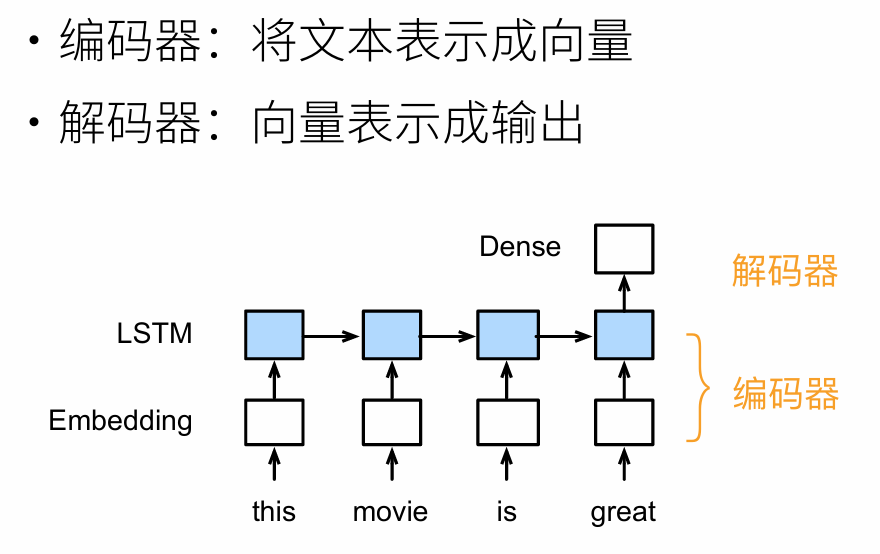 • 编码器：将文本表示成向量
• 解码器：向量表示成输出
Dense
解码器
LSTM
编码器
Embedding
this movie is great